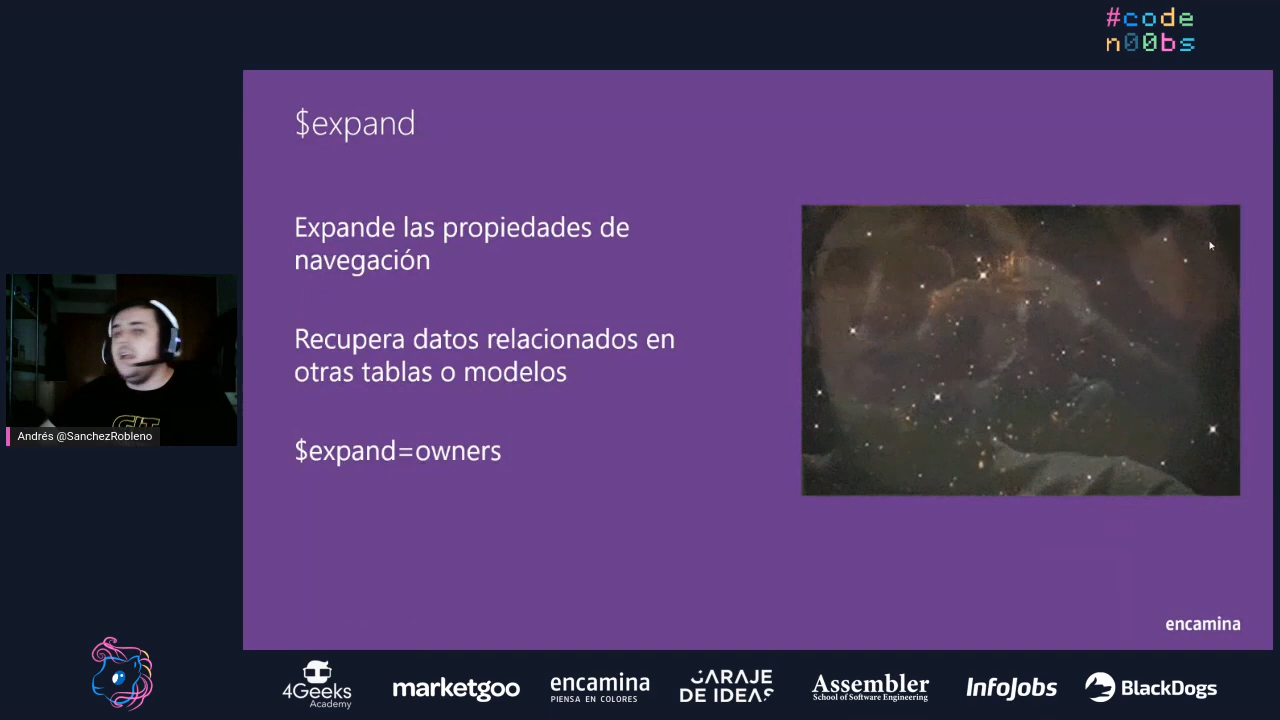 #code
n00bs
$expand
Expande las propiedades de
navegación
Recupera datos relacionados en
otras tablas o modelos
$expand=owners
Andrés @SanchezRobleno
encamina
4Geeks
Academy
marketgoo
encamina
PIENSA EN COLORES
GARAJE
DE IDEAS
Assembler
School of Software Engineering
InfoJobs
BlackDogs